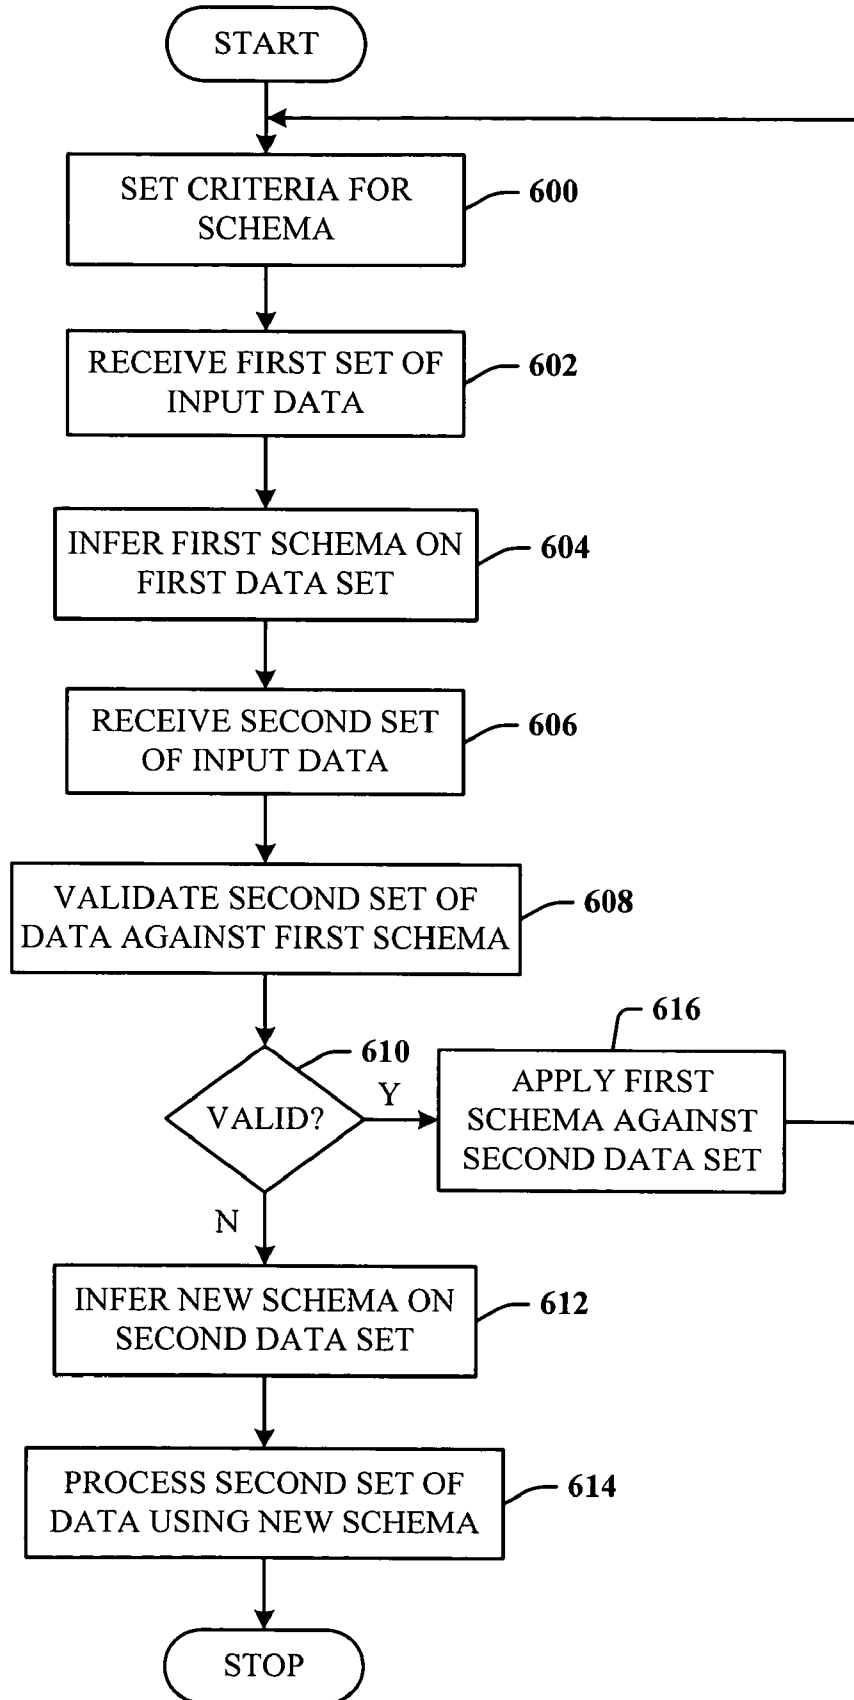 START
SET CRITERIA FOR
SCHEMA
600
RECEIVE FIRST SET OF
INPUT DATA
602
INFER FIRST SCHEMA ON
FIRST DATA SET
604
RECEIVE SECOND SET
OF INPUT DATA
606
VALIDATE SECOND SET OF
DATA AGAINST FIRST SCHEMA
608
VALID?
610
Y
APPLY FIRST
SCHEMA AGAINST
SECOND DATA SET
616
N
INFER NEW SCHEMA ON
SECOND DATA SET
612
PROCESS SECOND SET OF
DATA USING NEW SCHEMA
614
STOP